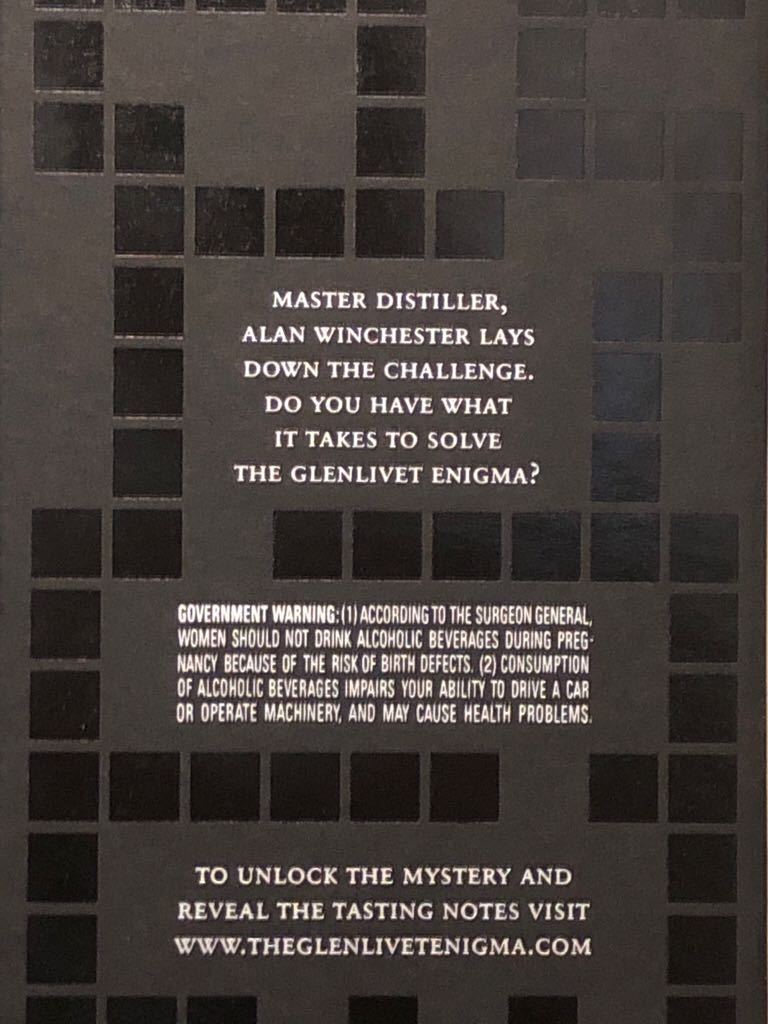 MASTER DISTILLER,
ALAN WINCHESTER LAYS
DOWN THE CHALLENGE.
DO YOU HAVE WHAT
IT TAKES TO SOLVE
THE GLENLIVET ENIGMA?
GOVERNMENT WARNING: (1) ACCORDING TO THE SURGEON GENERAL,
WOMEN SHOULD NOT DRINK ALCOHOLIC BEVERAGES DURING PREG-
NANCY BECAUSE OF THE RISK OF BIRTH DEFECTS. (2) CONSUMPTION
OF ALCOHOLIC BEVERAGES IMPAIRS YOUR ABILITY TO DRIVE A CAR
OR OPERATE MACHINERY, AND MAY CAUSE HEALTH PROBLEMS.
TO UNLOCK THE MYSTERY AND
REVEAL THE TASTING NOTES VISIT
WWW.THEGLENLIVETENIGMA.COM